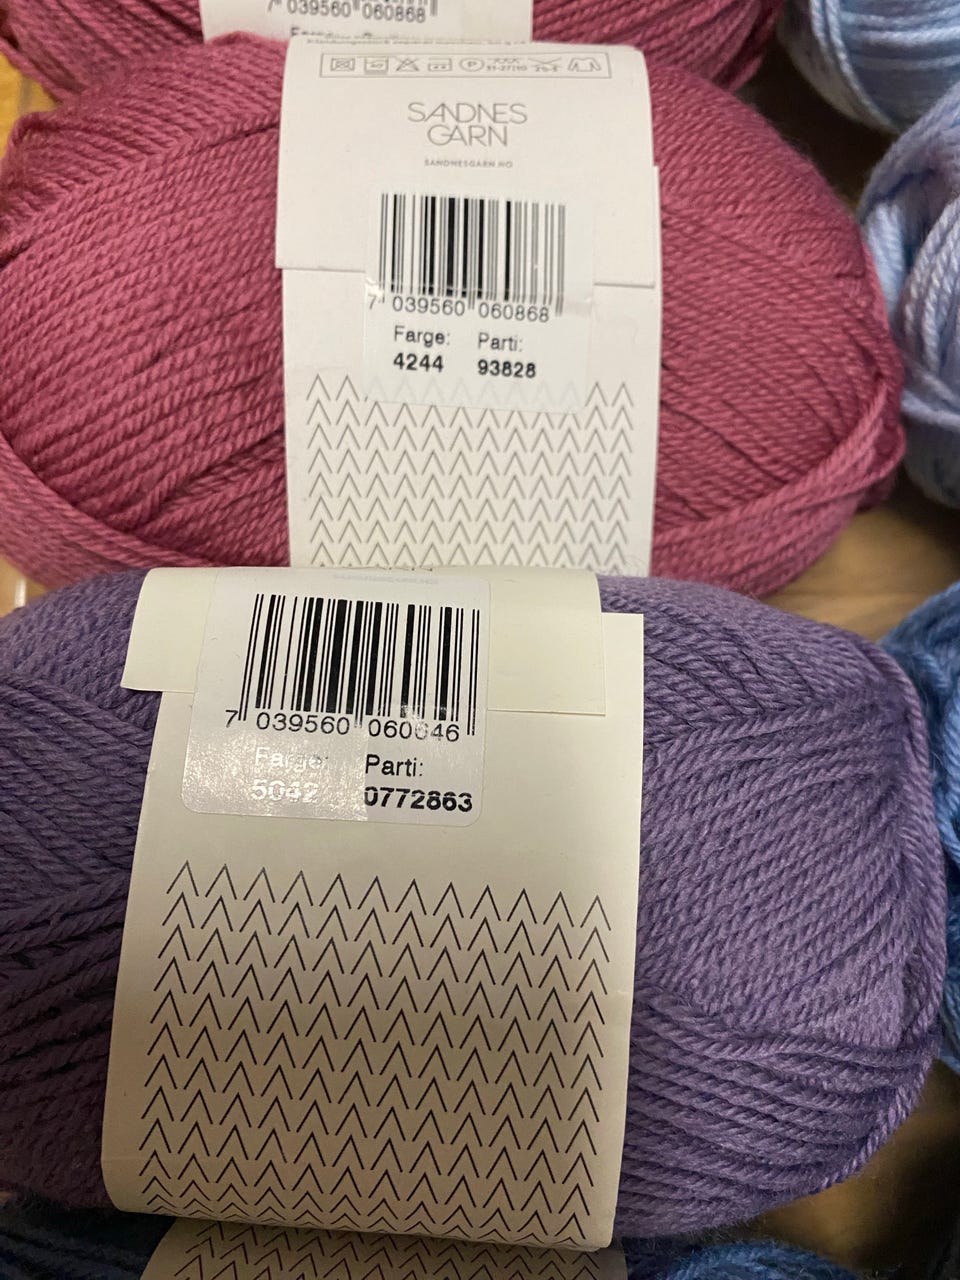 7 039560 060868
SANDNES
GARN
SANDNESGARN.NO
7 039560 060868
Farge: Parti:
4244 93828
7 039560 060646
Farge: Parti:
5042 0772863